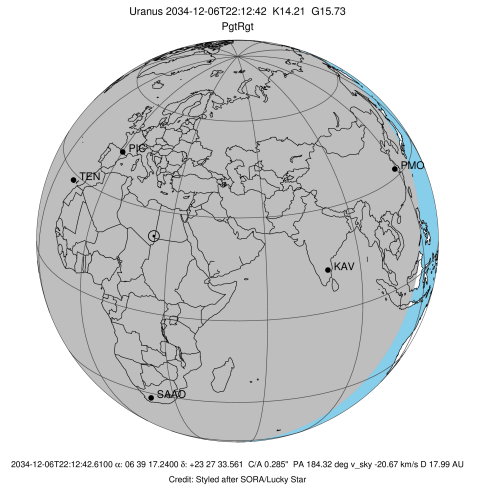 Uranus 2034-12-06T22:12:42 K14.21 G15.73
PgtRgt
PIC
TEN
PMO
KAV
SAAO
2034-12-06T22:12:42.6100 α: 06 39 17.2400 δ: +23 27 33.561 C/A 0.285" PA 184.32 deg v_sky -20.67 km/s D 17.99 AU
Credit: Styled after SORA/Lucky Star